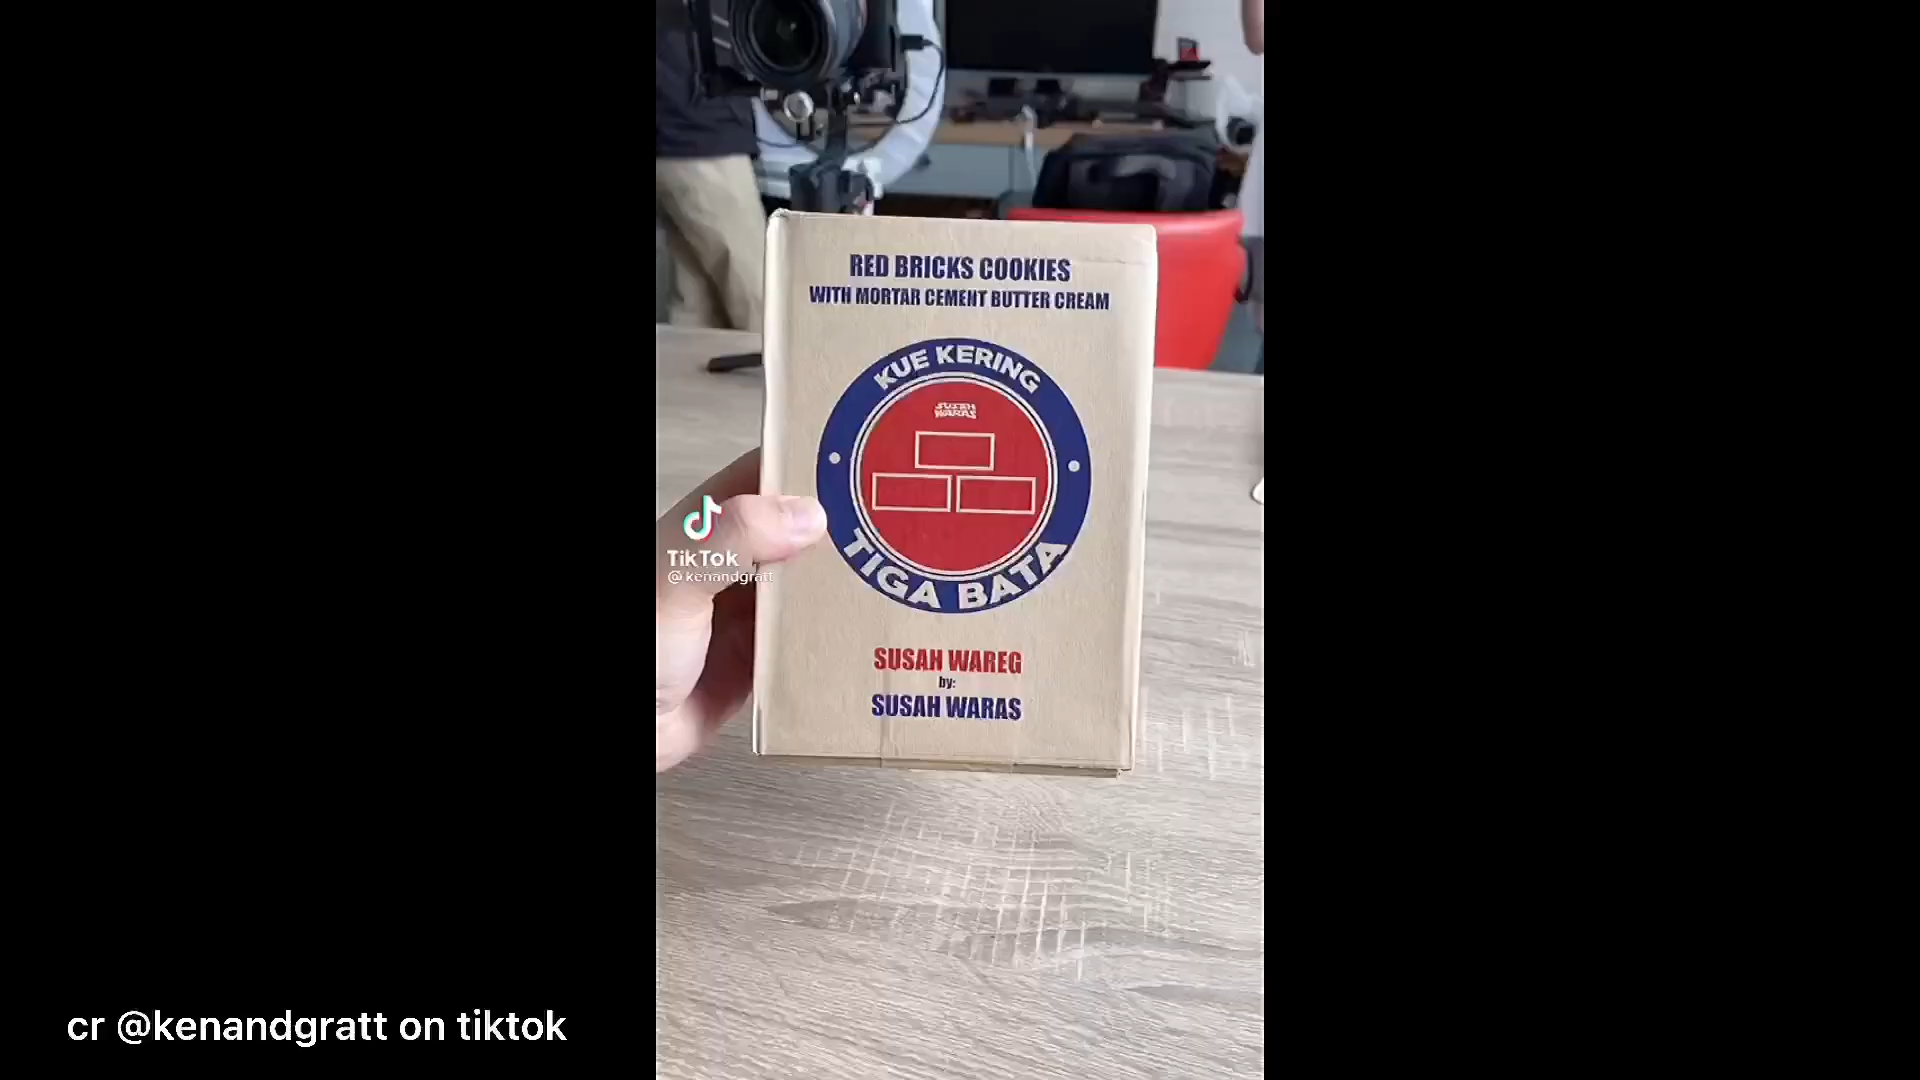 RED BRICKS COOKIES
WITH MORTAR CEMENT BUTTER CREAM
KUE KERING
SUSAH
WARAS
TIGA BATA
SUSAH WAREG
by:
SUSAH WARAS
TikTok
@kenandgratt
cr @kenandgratt on tiktok